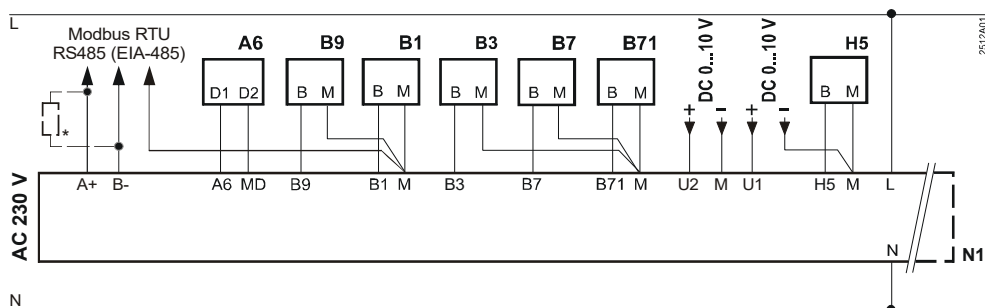 L
Modbus RTU
RS485 (EIA-485)
A6 B9 B1 B3 B7 B71 H5
DC 0...10 V
DC 0...10 V
2512A01
D1 D2 B M B M B M B M B M B M
*
+ - + -
A+ B- A6 MD B9 B1 M B3 B7 B71 M U2 M U1 H5 M L
AC 230 V
N
N1
N